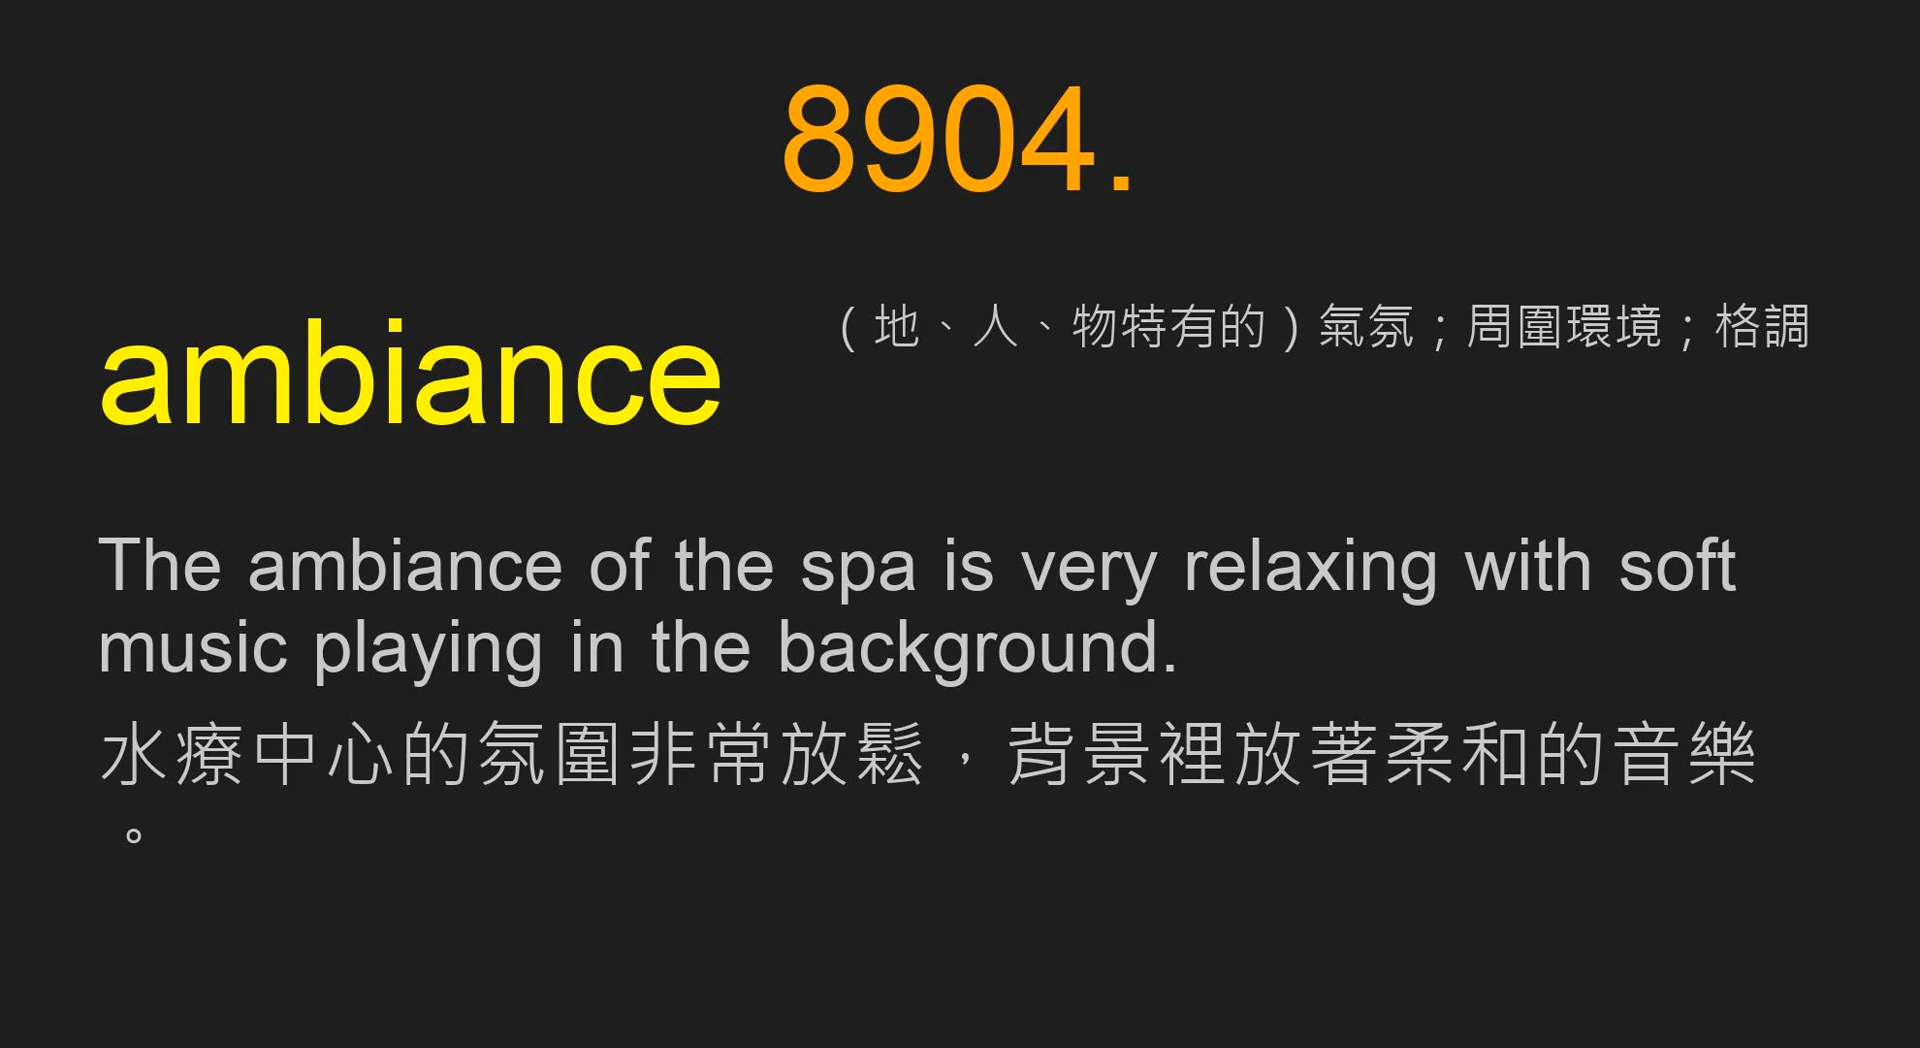 8904.
ambiance
（地、人、物特有的）氣氛；周圍環境；格調
The ambiance of the spa is very relaxing with soft
music playing in the background.
水療中心的氛圍非常放鬆，背景裡放著柔和的音樂
。